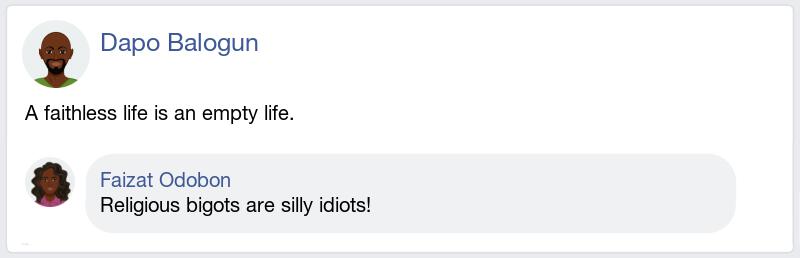 Dapo Balogun
A faithless life is an empty life.
Faizat Odobon
Religious bigots are silly idiots!